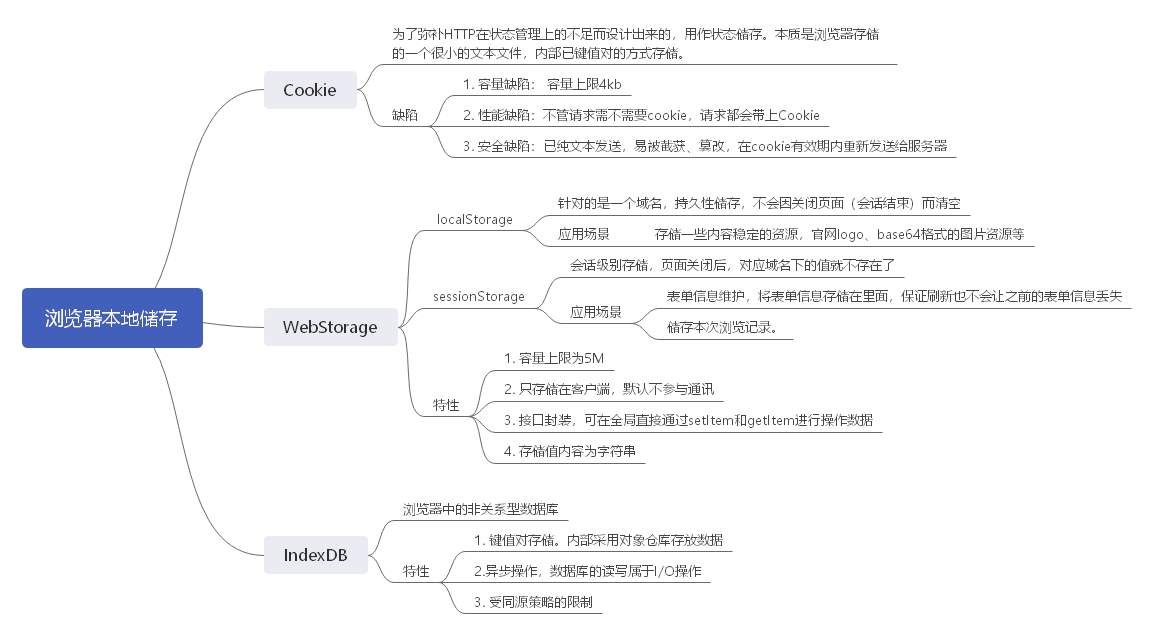 浏览器本地储存
Cookie
为了弥补HTTP在状态管理上的不足而设计出来的，用作状态储存。本质是浏览器存储
的一个很小的文本文件，内部已键值对的方式存储。
缺陷
1. 容量缺陷： 容量上限4kb
2. 性能缺陷：不管请求需不需要cookie，请求都会带上Cookie
3. 安全缺陷：已纯文本发送，易被截获、篡改，在cookie有效期内重新发送给服务器
WebStorage
localStorage
针对的是一个域名，持久性储存，不会因关闭页面（会话结束）而清空
应用场景
存储一些内容稳定的资源，官网logo、base64格式的图片资源等
sessionStorage
会话级别存储，页面关闭后，对应域名下的值就不存在了
应用场景
表单信息维护，将表单信息存储在里面，保证刷新也不会让之前的表单信息丢失
储存本次浏览记录。
特性
1. 容量上限为5M
2. 只存储在客户端，默认不参与通讯
3. 接口封装，可在全局直接通过setItem和getItem进行操作数据
4. 存储值内容为字符串
IndexDB
浏览器中的非关系型数据库
特性
1. 键值对存储。内部采用对象仓库存放数据
2.异步操作，数据库的读写属于I/O操作
3. 受同源策略的限制